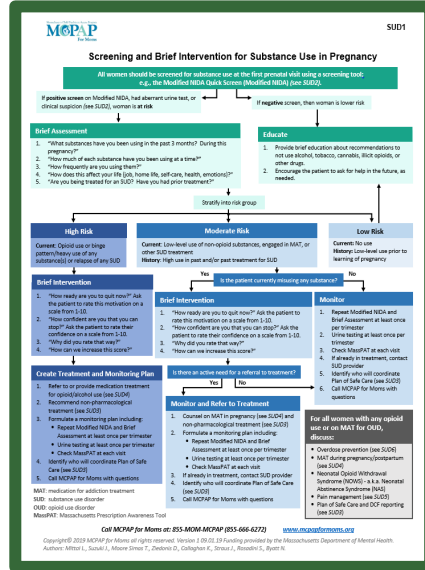 MCPAP
For Moms
SUD1
Screening and Brief Intervention for Substance Use in Pregnancy
All women should be screened for substance use at the first prenatal visit using a screening tool:
e.g., the Modified NIDA Quick Screen (Modified NIDA) (see SUD2).
If positive screen on Modified NIDA, had aberrant urine test, or
clinical suspicion (see SUD2), woman is at risk
If negative screen, then woman is lower risk
Brief Assessment
1. "What substances have you been using in the past 3 months? During this
pregnancy?"
2. "How much of each substance have you been using at a time?"
3. "How frequently are you using them?"
4. "How does this affect your life (job, home life, self-care, health, emotions)?"
5. "Are you being treated for an SUD? Have you had prior treatment?"
Educate
1. Provide brief education about recommendations to
not use alcohol, tobacco, cannabis, illicit opioids, or
other drugs.
2. Encourage the patient to ask for help in the future, as
needed.
Stratify into risk group
High Risk
Current: Opioid use or binge
pattern/heavy use of any
substance(s) or relapse of any SUD
Moderate Risk
Current: Low-level use of non-opioid substances, engaged in MAT, or
other SUD treatment
History: High use in past and/or past treatment for SUD
Low Risk
Current: No use
History: Low-level use prior to
learning of pregnancy
Yes
Is the patient currently misusing any substance?
No
Brief Intervention
1. "How ready are you to quit now?" Ask
the patient to rate this motivation on a
scale from 1-10.
2. "How confident are you that you can
stop?" Ask the patient to rate their
confidence on a scale from 1-10.
3. "Why did you rate that way?"
4. "How can we increase this score?"
Brief Intervention
1. "How ready are you to quit now?" Ask the patient to
rate this motivation on a scale from 1-10.
2. "How confident are you that you can stop?" Ask the
patient to rate their confidence on a scale from 1-10.
3. "Why did you rate that way?"
4. "How can we increase this score?"
Monitor
1. Repeat Modified NIDA and
Brief Assessment at least once
per trimester
2. Urine testing at least once per
trimester
3. Check MassPAT at each visit
4. If already in treatment, contact
SUD provider
5. Identify who will coordinate
Plan of Safe Care (see SUD3)
6. Call MCPAP for Moms with
questions
Is there an active need for a referral to treatment?
Yes
No
Create Treatment and Monitoring Plan
1. Refer to or provide medication treatment
for opioid/alcohol use (see SUD4)
2. Recommend non-pharmacological
treatment (see SUD3)
3. Formulate a monitoring plan including:
• Repeat Modified NIDA and Brief
Assessment at least once per trimester
• Urine testing at least once per trimester
• Check MassPAT at each visit
4. Identify who will coordinate Plan of Safe
Care (see SUD3)
5. Call MCPAP for Moms with questions
Monitor and Refer to Treatment
1. Counsel on MAT in pregnancy (see SUD4) and
non-pharmacological treatment (see SUD3)
2. Formulate a monitoring plan including:
• Repeat Modified NIDA and Brief
Assessment at least once per trimester
• Urine testing at least once per trimester
• Check MassPAT at each visit
3. If already in treatment, contact SUD provider
4. Identify who will coordinate Plan of Safe Care
(see SUD3)
5. Call MCPAP for Moms with questions
For all women with any opioid
use or on MAT for OUD,
discuss:
• Overdose prevention (see SUD6)
• MAT during pregnancy/postpartum
(see SUD4)
• Neonatal Opioid Withdrawal
Syndrome (NOWS) - a.k.a. Neonatal
Abstinence Syndrome (NAS)
• Pain management (see SUD5)
• Plan of Safe Care and DCF reporting
(see SUD3)
MAT: medication for addiction treatment
SUD: substance use disorder
OUD: opioid use disorder
MassPAT: Massachusetts Prescription Awareness Tool
Call MCPAP for Moms at: 855-MOM-MCPAP (855-666-6272) www.mcpapformoms.org
Copyright© 2019 MCPAP for Moms all rights reserved. Version 1 09.01.19 Funding provided by the Massachusetts Department of Mental Health.
Authors: Mittal L., Suzuki J., Moore Simas T., Ziedonis D., Callaghan K., Straus J., Rosadini S., Byatt N.